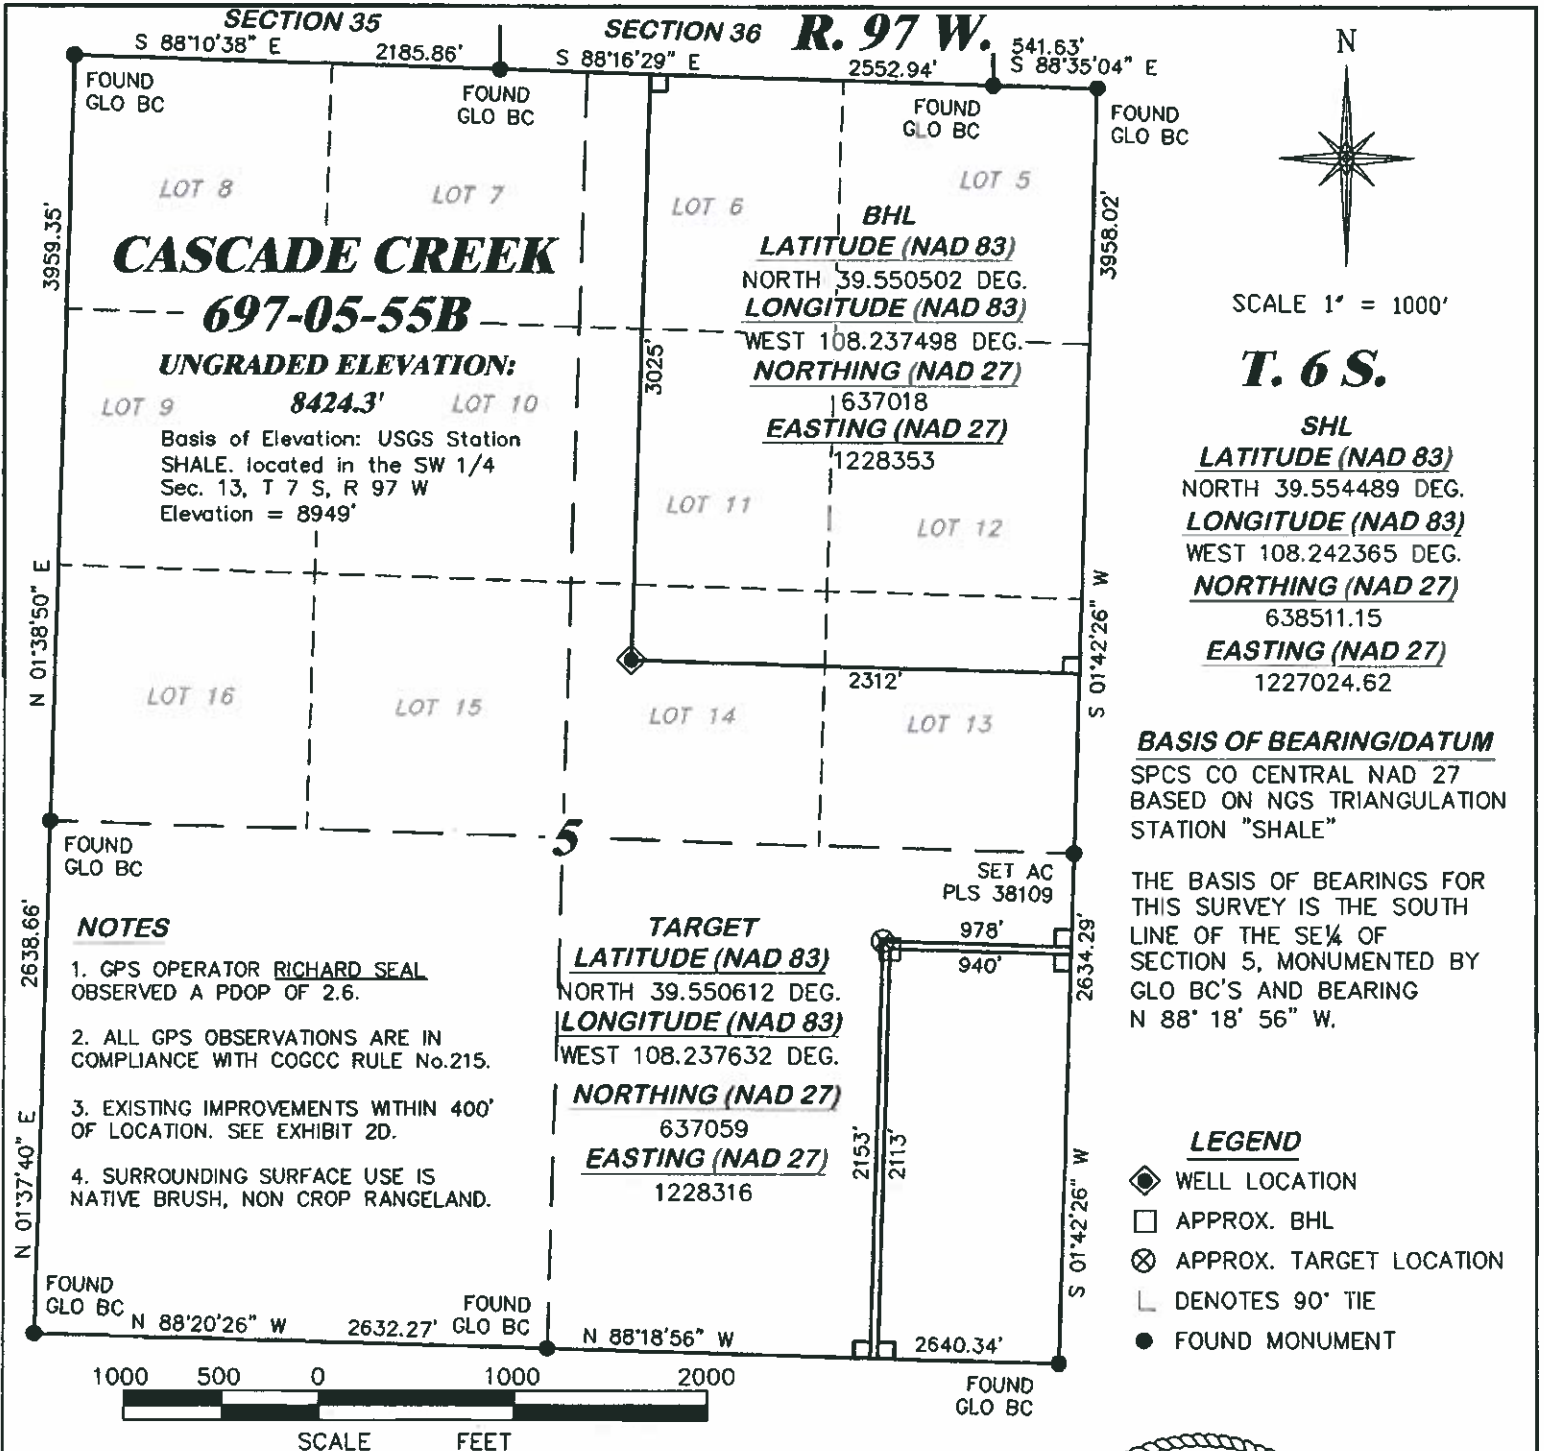 SECTION 35
SECTION 36
R. 97 W.
S 88°10'38" E
2185.86'
S 88°16'29" E
2552.94'
541.63'
S 88°35'04" E
N
FOUND
GLO BC
FOUND
GLO BC
FOUND
GLO BC
FOUND
GLO BC
LOT 8
LOT 7
LOT 6
LOT 5
3959.35'
3958.02'
CASCADE CREEK
697-05-55B
UNGRADED ELEVATION:
8424.3'
LOT 9
LOT 10
Basis of Elevation: USGS Station
SHALE. located in the SW 1/4
Sec. 13, T 7 S, R 97 W
Elevation = 8949'
3025'
BHL
LATITUDE (NAD 83)
NORTH 39.550502 DEG.
LONGITUDE (NAD 83)
WEST 108.237498 DEG.
NORTHING (NAD 27)
637018
EASTING (NAD 27)
1228353
LOT 11
LOT 12
SCALE 1" = 1000'
T. 6 S.
SHL
LATITUDE (NAD 83)
NORTH 39.554489 DEG.
LONGITUDE (NAD 83)
WEST 108.242365 DEG.
NORTHING (NAD 27)
638511.15
EASTING (NAD 27)
1227024.62
N 01°38'50" E
S 01°42'26" W
2312'
LOT 16
LOT 15
LOT 14
LOT 13
BASIS OF BEARING/DATUM
SPCS CO CENTRAL NAD 27
BASED ON NGS TRIANGULATION
STATION "SHALE"
THE BASIS OF BEARINGS FOR
THIS SURVEY IS THE SOUTH
LINE OF THE SE¼ OF
SECTION 5, MONUMENTED BY
GLO BC'S AND BEARING
N 88° 18' 56" W.
5
FOUND
GLO BC
SET AC
PLS 38109
2638.66'
2634.29'
978'
940'
NOTES
1. GPS OPERATOR RICHARD SEAL
OBSERVED A PDOP OF 2.6.
2. ALL GPS OBSERVATIONS ARE IN
COMPLIANCE WITH COGCC RULE No.215.
3. EXISTING IMPROVEMENTS WITHIN 400'
OF LOCATION. SEE EXHIBIT 2D.
4. SURROUNDING SURFACE USE IS
NATIVE BRUSH, NON CROP RANGELAND.
TARGET
LATITUDE (NAD 83)
NORTH 39.550612 DEG.
LONGITUDE (NAD 83)
WEST 108.237632 DEG.
NORTHING (NAD 27)
637059
EASTING (NAD 27)
1228316
2153'
2113'
N 01°37'40" E
S 01°42'26" W
LEGEND
WELL LOCATION
APPROX. BHL
APPROX. TARGET LOCATION
DENOTES 90° TIE
FOUND MONUMENT
FOUND
GLO BC
N 88°20'26" W
2632.27'
FOUND
GLO BC
N 88°18'56" W
2640.34'
FOUND
GLO BC
1000 500 0 1000 2000
SCALE FEET